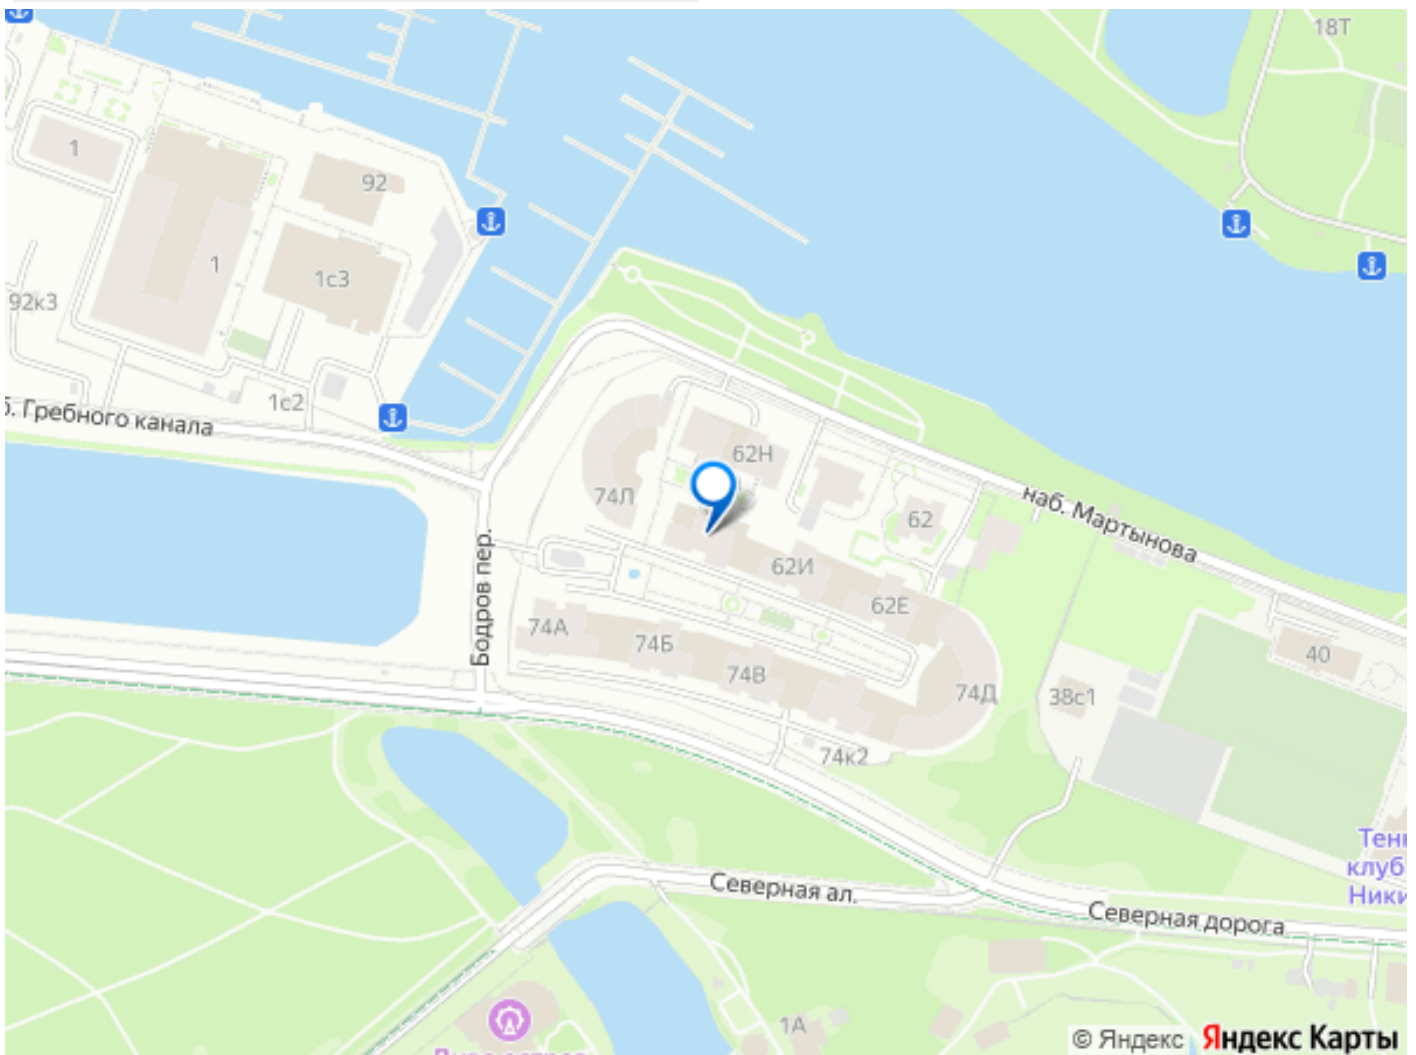 18Т
1
92
1
1с3
92к3
1с2
б. Гребного канала
62Н
74Л
наб. Мартынова
62
Бодров пер.
62И
62Е
74А
74Б
40
74В
74Д
38с1
74к2
Тен
клуб
Ники
Северная ал.
Северная дорога
1А
© Яндекс Яндекс Карты